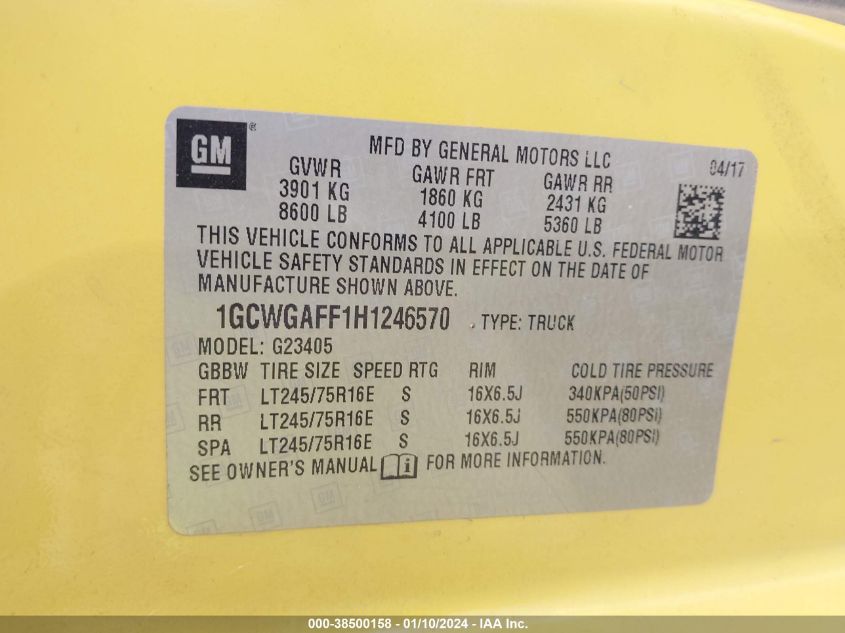 GM ®
MFD BY GENERAL MOTORS LLC 04/17
GVWR GAWR FRT GAWR RR
3901 KG 1860 KG 2431 KG
8600 LB 4100 LB 5360 LB
THIS VEHICLE CONFORMS TO ALL APPLICABLE U.S. FEDERAL MOTOR
VEHICLE SAFETY STANDARDS IN EFFECT ON THE DATE OF
MANUFACTURE SHOWN ABOVE.
1GCWGAFF1H1246570 . TYPE: TRUCK
MODEL: G23405
GBBW TIRE SIZE SPEED RTG RIM COLD TIRE PRESSURE
FRT LT245/75R16E S 16X6.5J 340KPA(50PSI)
RR LT245/75R16E S 16X6.5J 550KPA(80PSI)
SPA LT245/75R16E S 16X6.5J 550KPA(80PSI)
SEE OWNER'S MANUAL i FOR MORE INFORMATION.
000-38500158 - 01/10/2024 - IAA Inc.